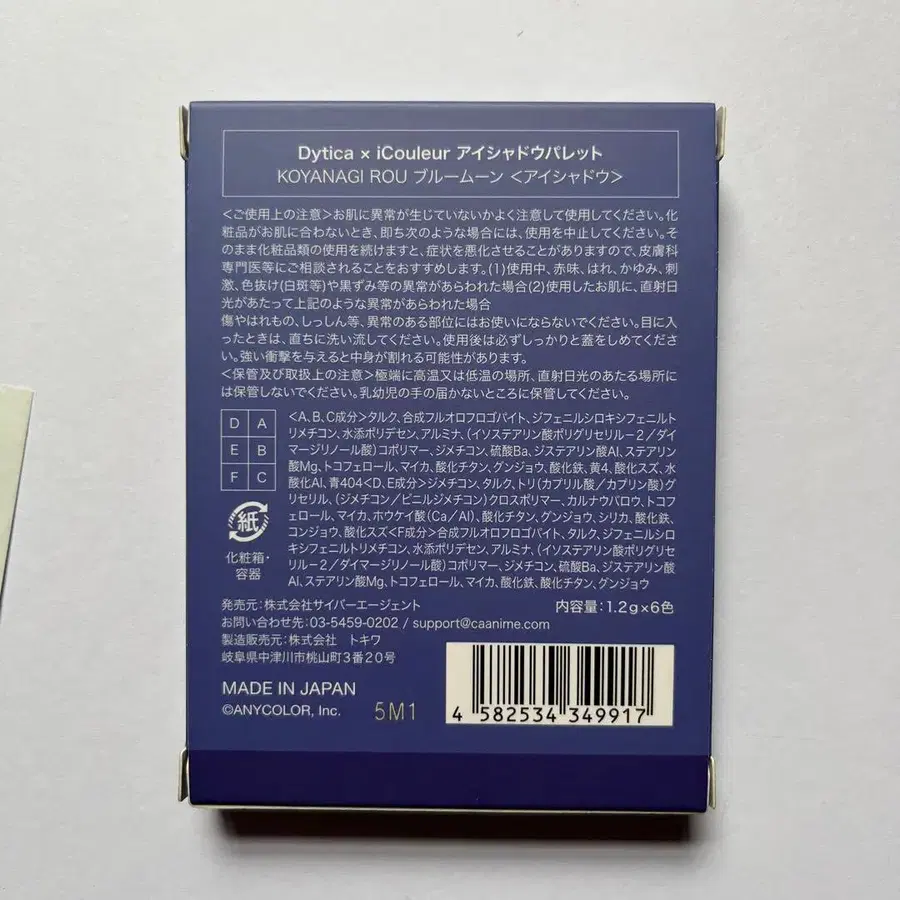 Dytica × iCouleur アイシャドウパレット
KOYANAGI ROU ブルームーン <アイシャドウ>
<ご使用上の注意>お肌に異常が生じていないかよく注意して使用してください。化
粧品がお肌に合わないとき、即ち次のような場合には、使用を中止してください。そ
のまま化粧品類の使用を続けますと、症状を悪化させることがありますので、皮膚科
専門医等にご相談されることをおすすめします。(1)使用中、赤味、はれ、かゆみ、刺
激、色抜け(白斑等)や黒ずみ等の異常があらわれた場合(2)使用したお肌に、直射日
光があたって上記のような異常があらわれた場合
傷やはれもの、しっしん等、異常のある部位にはお使いにならないでください。目に入
ったときは、直ちに洗い流してください。使用後は必ずしっかりと蓋をしめてくださ
い。強い衝撃を与えると中身が割れる可能性があります。
<保管及び取扱上の注意>極端に高温又は低温の場所、直射日光のあたる場所に
は保管しないでください。乳幼児の手の届かないところに保管してください。
D A
E B
F C
<A、B、C成分>タルク、合成フルオロフロゴパイト、ジフェニルシロキシフェニルト
リメチコン、水添ポリデセン、アルミナ、(イソステアリン酸ポリグリセリル-2/ダイ
マージリノール酸)コポリマー、ジメチコン、硫酸Ba、ジステアリン酸Al、ステアリン
酸Mg、トコフェロール、マイカ、酸化チタン、グンジョウ、酸化鉄、黄4、酸化スズ、水
酸化Al、青404<D、E成分>ジメチコン、タルク、トリ(カプリル酸/カプリン酸)グ
リセリル、(ジメチコン/ビニルジメチコン)クロスポリマー、カルナウバロウ、トコフ
ェロール、マイカ、ホウケイ酸(Ca/Al)、酸化チタン、グンジョウ、シリカ、酸化鉄、
コンジョウ、酸化スズ<F成分>合成フルオロフロゴパイト、タルク、ジフェニルシロ
キシフェニルトリメチコン、水添ポリデセン、アルミナ、(イソステアリン酸ポリグリセ
リル-2/ダイマージリノール酸)コポリマー、ジメチコン、硫酸Ba、ジステアリン酸
Al、ステアリン酸Mg、トコフェロール、マイカ、酸化鉄、酸化チタン、グンジョウ
紙
化粧箱・
容器
発売元:株式会社サイバーエージェント
内容量:1.2g×6色
お問い合わせ先:03-5459-0202 / support@caanime.com
製造販売元:株式会社 トキワ
岐阜県中津川市桃山町3番20号
MADE IN JAPAN
©ANYCOLOR, Inc.
5M1
4 582534 349917